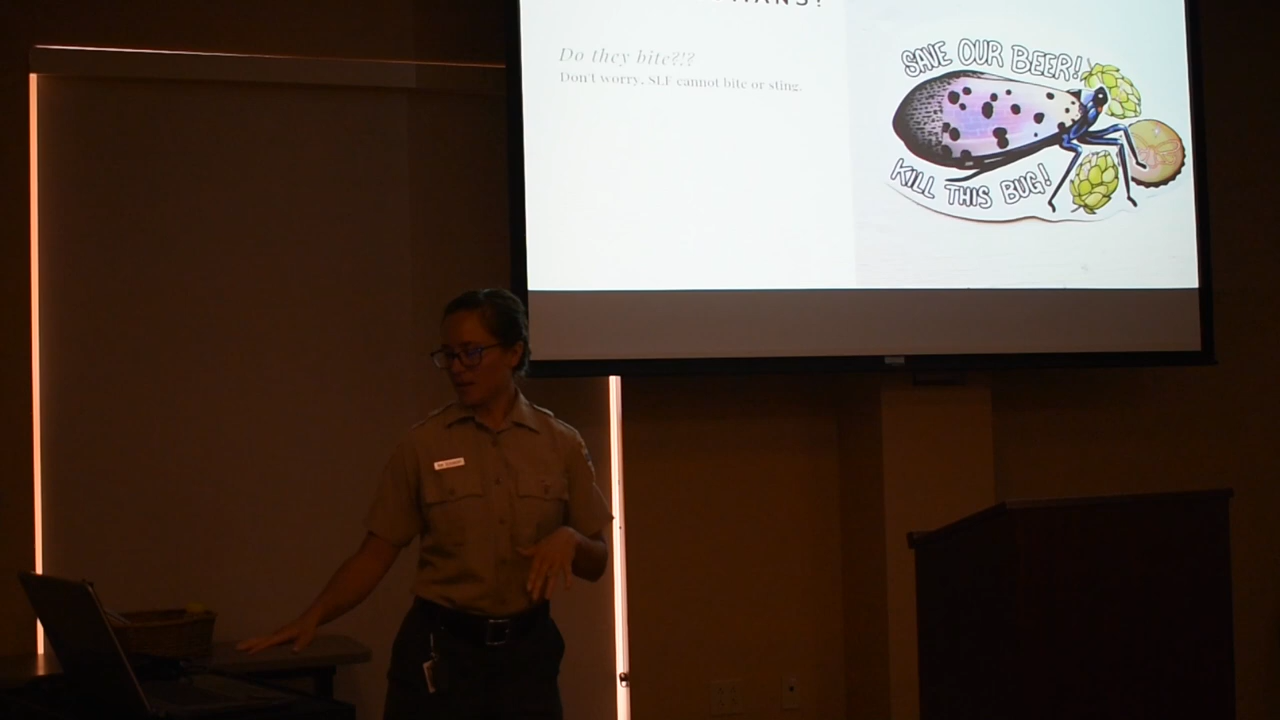 Do they bite?!?
Don't worry. SLF cannot bite or sting.
SAVE OUR BEER!
KILL THIS BUG!